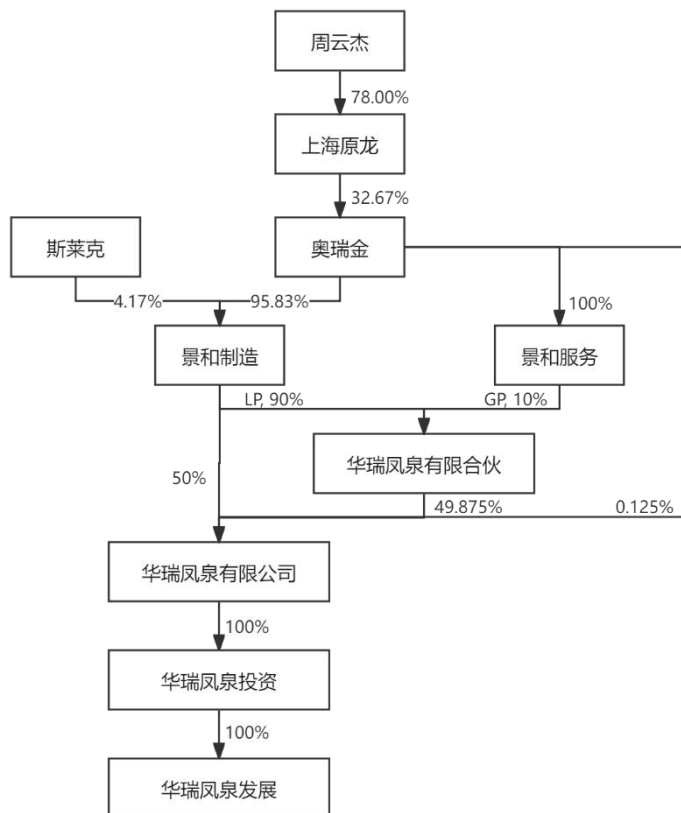 周云杰
78.00%
上海原龙
32.67%
斯莱克
奥瑞金
4.17%
95.83%
100%
景和制造
景和服务
LP, 90%
GP, 10%
华瑞凤泉有限合伙
50%
49.875%
0.125%
华瑞凤泉有限公司
100%
华瑞凤泉投资
100%
华瑞凤泉发展